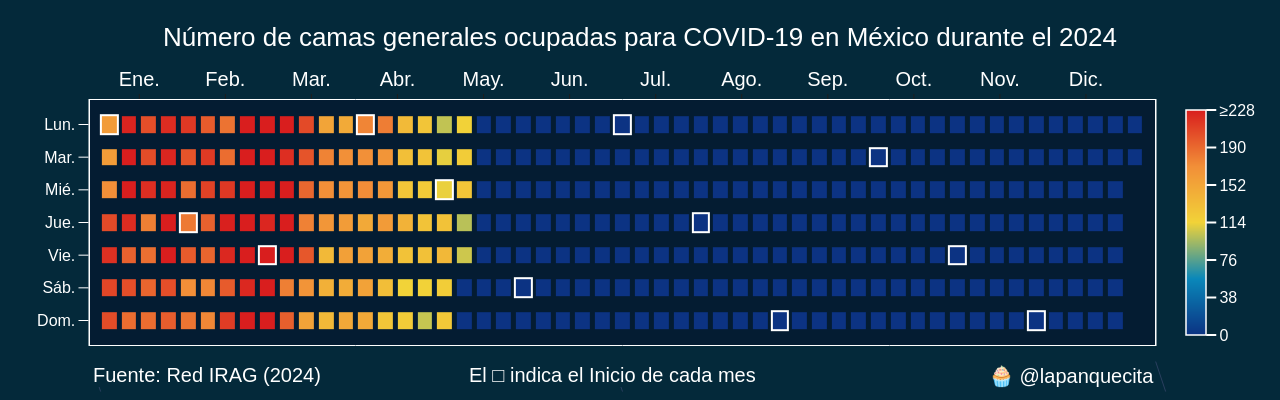 Número de camas generales ocupadas para COVID-19 en México durante el 2024
Ene. Feb. Mar. Abr. May. Jun. Jul. Ago. Sep. Oct. Nov. Dic.
Lun.
Mar.
Mié.
Jue.
Vie.
Sáb.
Dom.
≥228
190
152
114
76
38
0
Fuente: Red IRAG (2024)
El □ indica el Inicio de cada mes
🧁 @lapanquecita